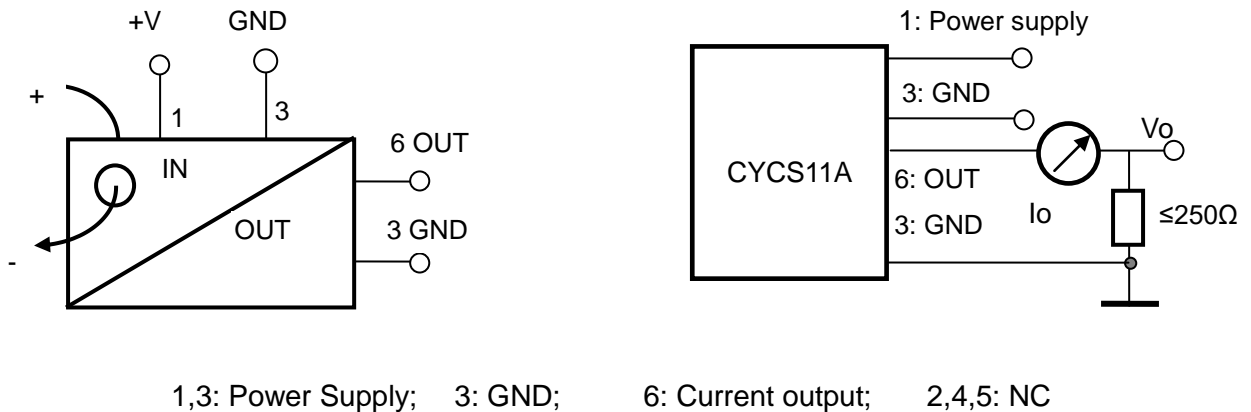 +V GND
+
1 3
IN
6 OUT
OUT
3 GND
-
1: Power supply
3: GND
Vo
CYCS11A
6: OUT
Io
≤250Ω
3: GND
1,3: Power Supply; 3: GND; 6: Current output; 2,4,5: NC